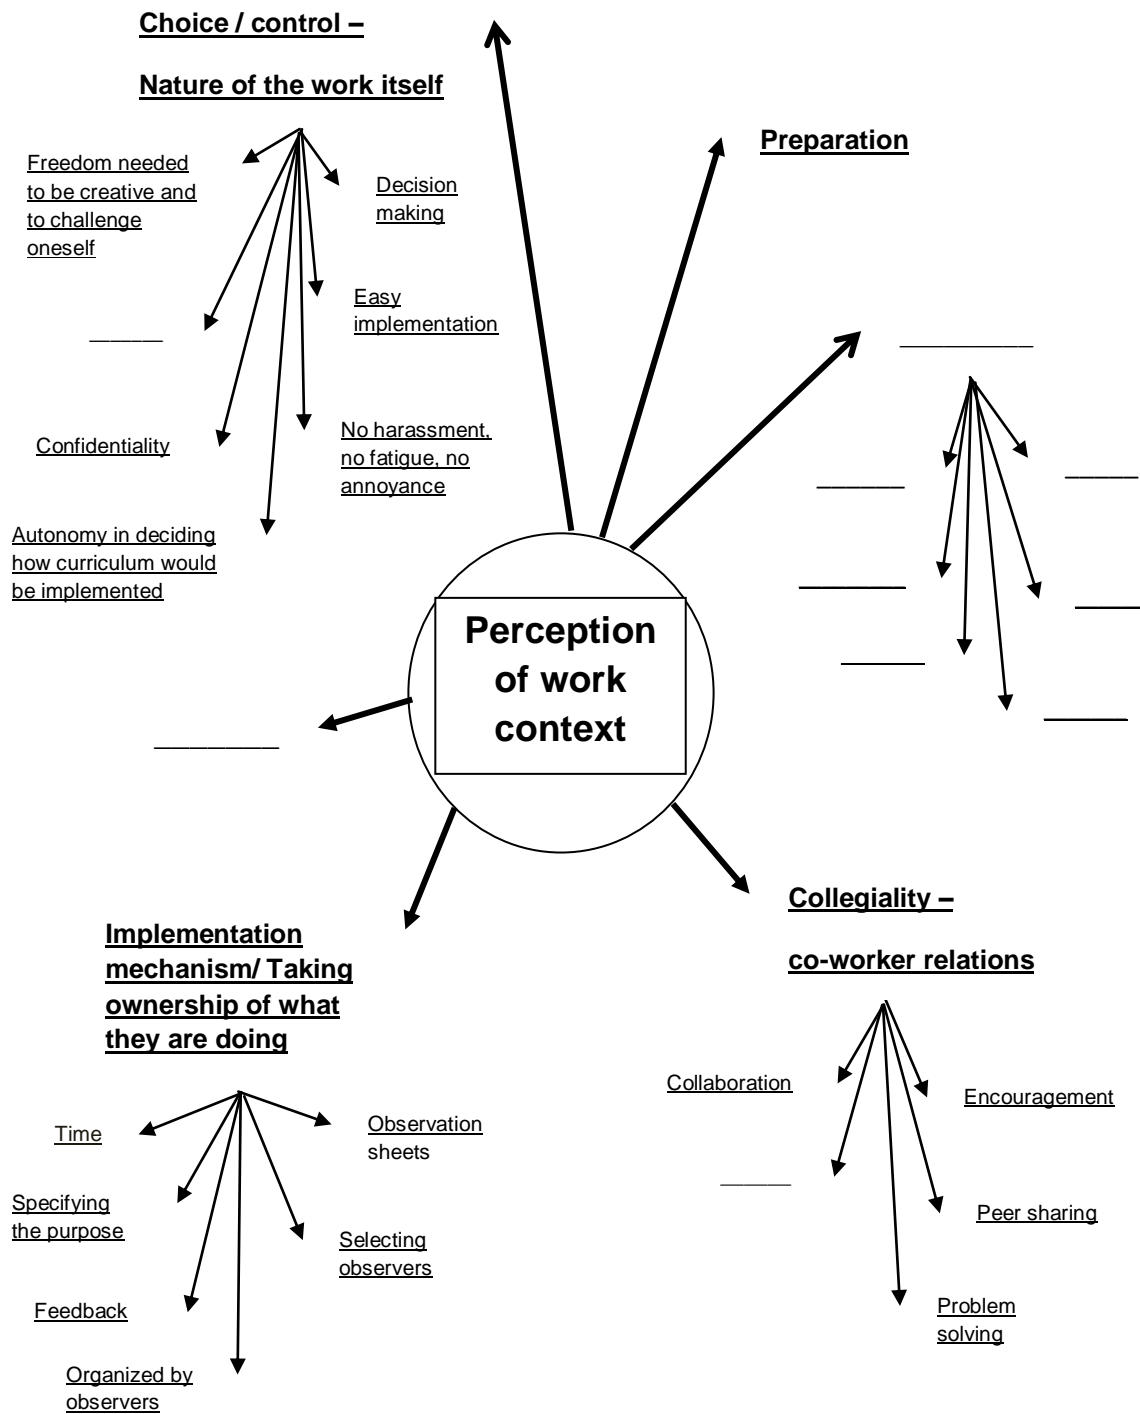 Choice / control –
Nature of the work itself
Freedom needed
to be creative and
to challenge
oneself
Decision
making
Easy
implementation
Confidentiality
No harassment,
no fatigue, no
annoyance
Autonomy in deciding
how curriculum would
be implemented
Preparation
Perception
of work
context
Implementation
mechanism/ Taking
ownership of what
they are doing
Time
Observation
sheets
Specifying
the purpose
Selecting
observers
Feedback
Organized by
observers
Collegiality –
co-worker relations
Collaboration
Encouragement
Peer sharing
Problem
solving